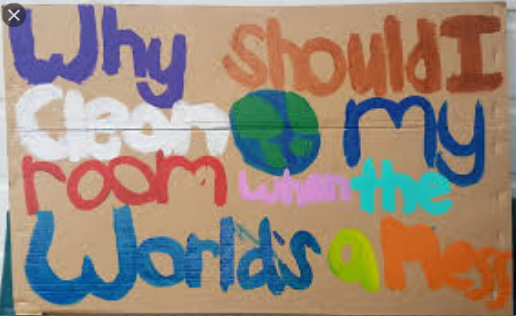 Why should I
Clean my
room when the
World's a Mess